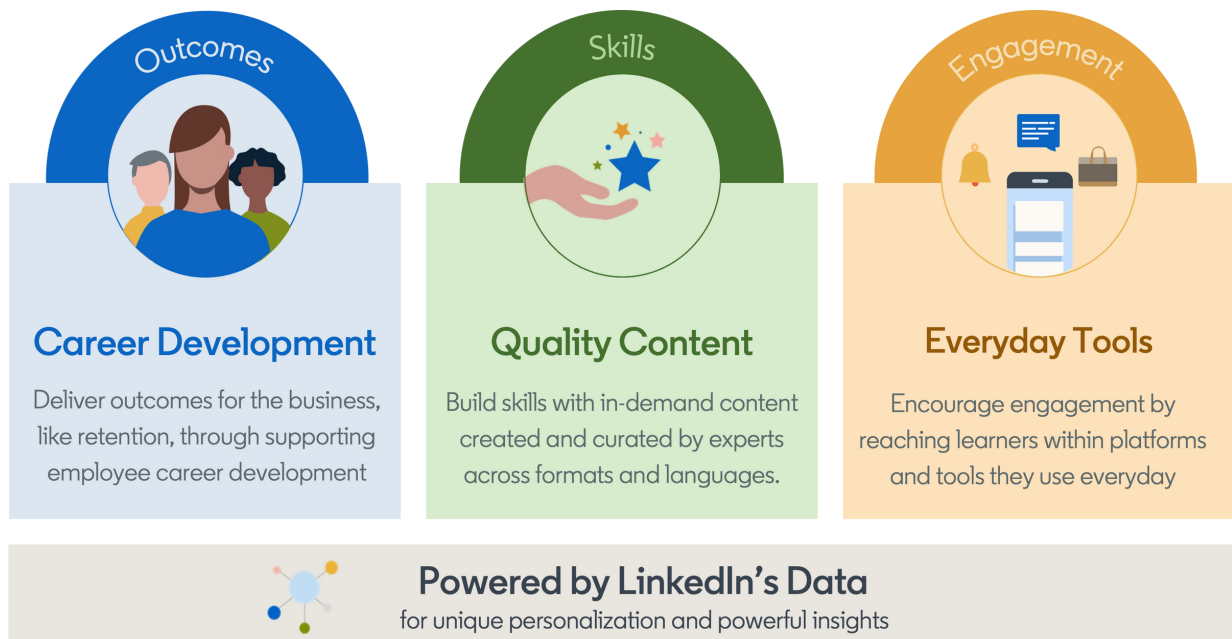 Outcomes
Career Development
Deliver outcomes for the business,
like retention, through supporting
employee career development
Skills
Quality Content
Build skills with in-demand content
created and curated by experts
across formats and languages.
Engagement
Everyday Tools
Encourage engagement by
reaching learners within platforms
and tools they use everyday
Powered by LinkedIn's Data
for unique personalization and powerful insights